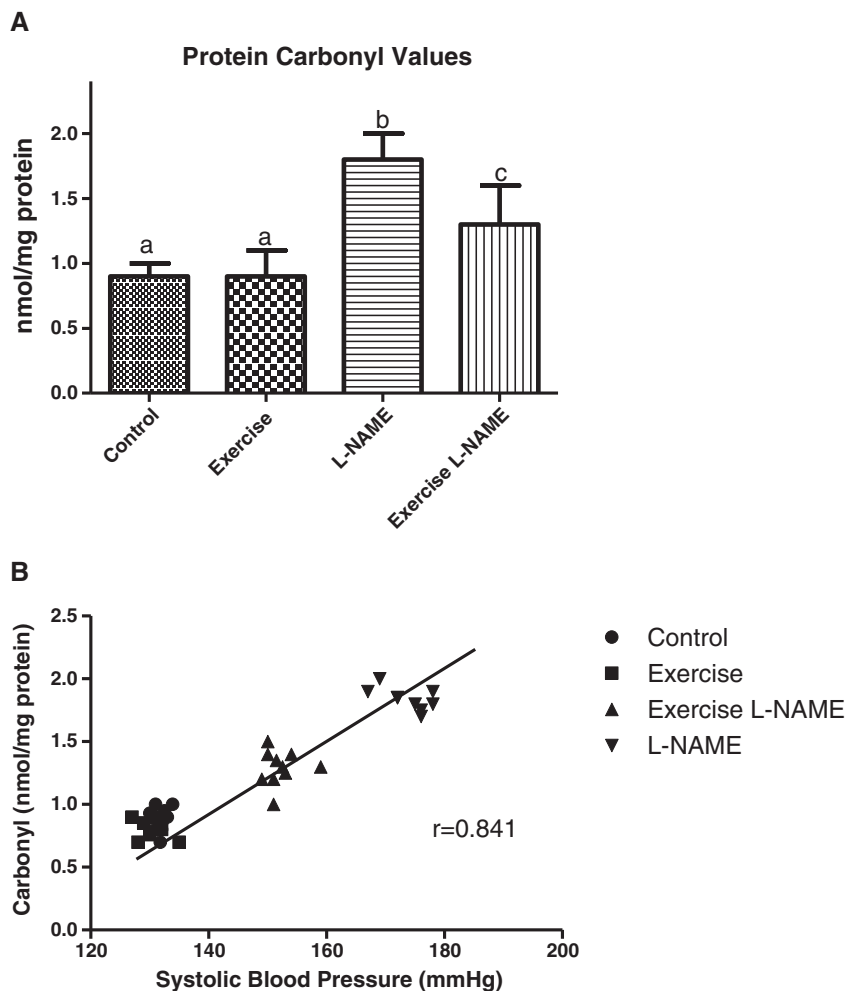 A
Protein Carbonyl Values
nmol/mg protein
2.0
1.5
1.0
0.5
0.0
a
a
b
c
Control
Exercise
L-NAME
Exercise L-NAME
B
Carbonyl (nmol/mg protein)
2.5
2.0
1.5
1.0
0.5
0.0
120
140
160
180
200
Systolic Blood Pressure (mmHg)
r=0.841
Control
Exercise
Exercise L-NAME
L-NAME